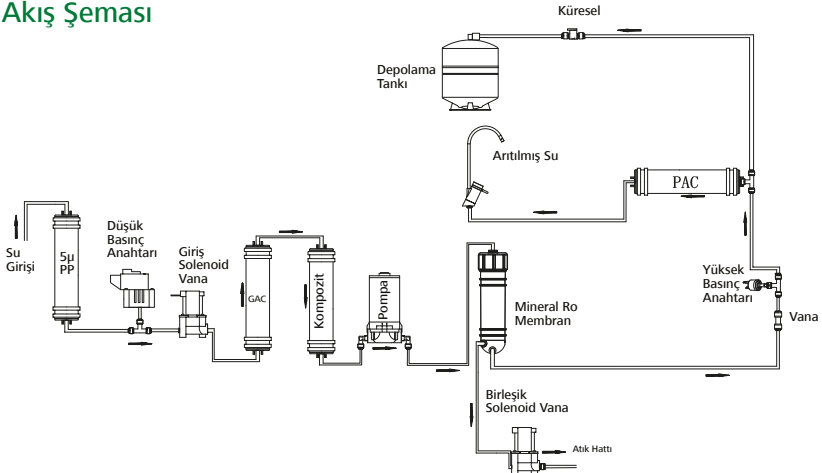 Akış Şeması
Küresel
Depolama
Tankı
Arıtılmış Su
PAC
Su
Girişi
5µ
PP
Düşük
Basınç
Anahtarı
Giriş
Solenoid
Vana
GAC
Kompozit
Pompa
Mineral Ro
Membran
Yüksek
Basınç
Anahtarı
Vana
Birleşik
Solenoid Vana
Atık Hattı